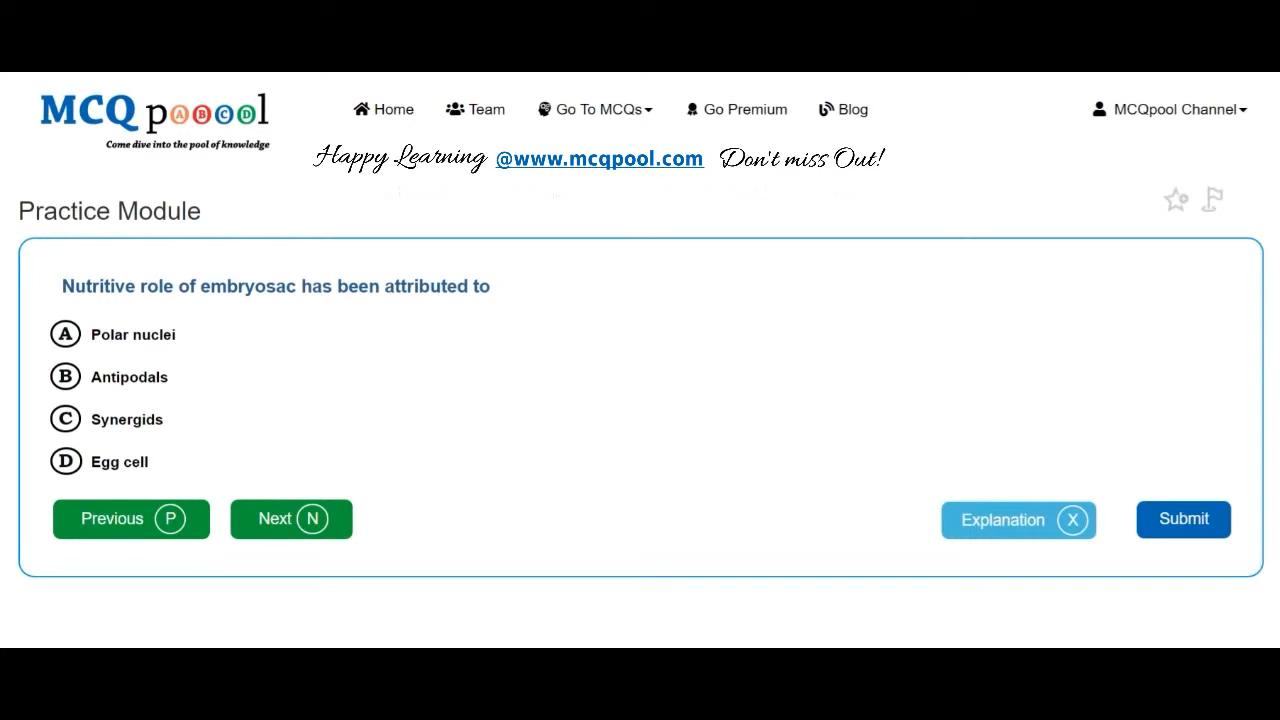 MCQ pooool
Come dive into the pool of knowledge
Home Team Go To MCQs Go Premium Blog MCQpool Channel
Happy Learning @www.mcqpool.com Don't miss Out!
Practice Module
Nutritive role of embryosac has been attributed to
A Polar nuclei
B Antipodals
C Synergids
D Egg cell
Previous P Next N Explanation X Submit